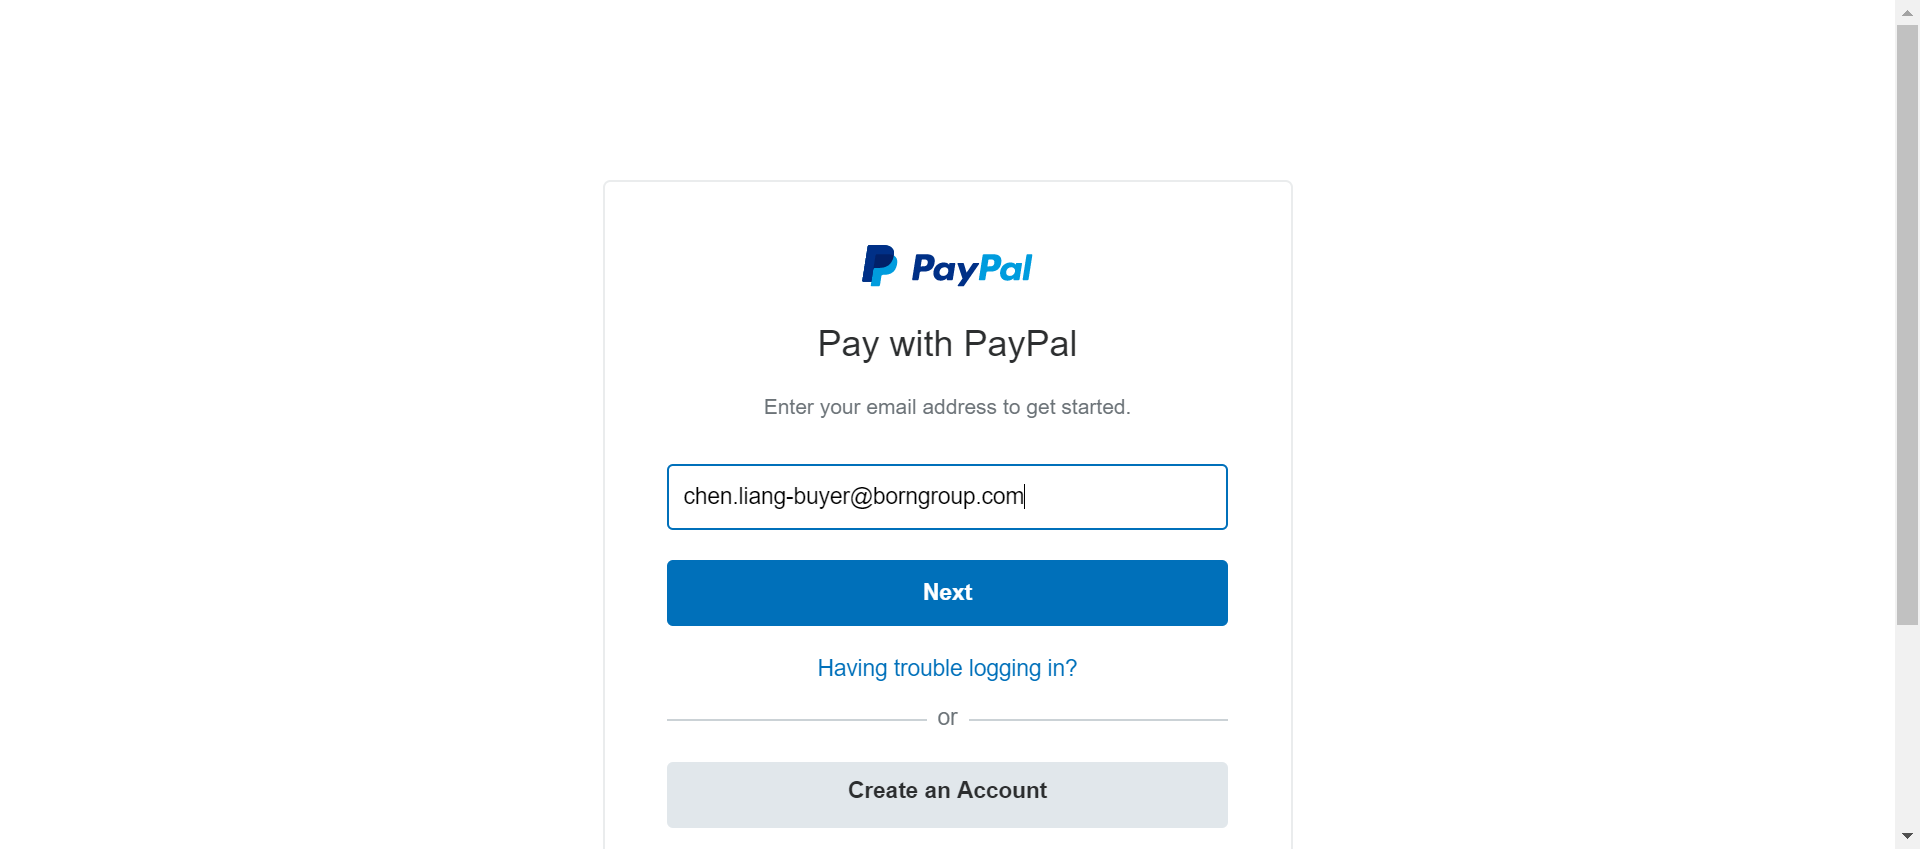 PayPal
Pay with PayPal
Enter your email address to get started.
chen.liang-buyer@borngroup.com
Next
Having trouble logging in?
or
Create an Account